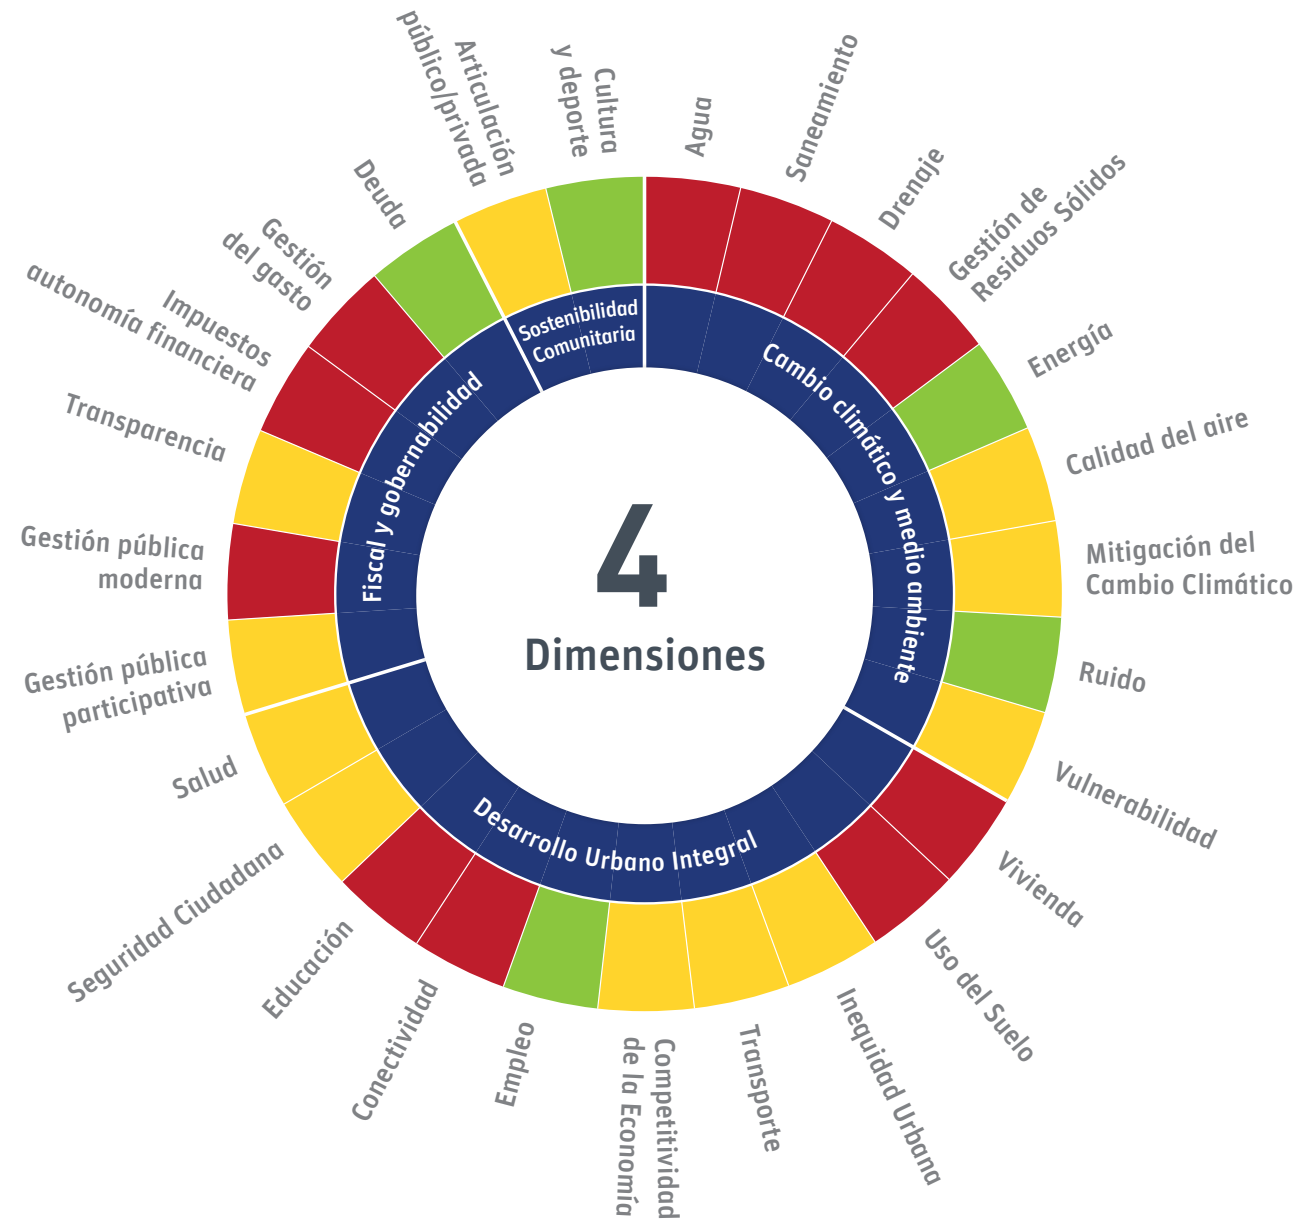 4
Dimensiones
Sostenibilidad
Comunitaria
Cambio climático y medio ambiente
Desarrollo Urbano Integral
Fiscal y gobernabilidad
Agua
Saneamiento
Drenaje
Gestión de
Residuos Sólidos
Energía
Calidad del aire
Mitigación del
Cambio Climático
Ruido
Vulnerabilidad
Vivienda
Uso del Suelo
Inequidad Urbana
Transporte
Competitividad
de la Economía
Empleo
Conectividad
Educación
Seguridad Ciudadana
Salud
Gestión pública
participativa
Gestión pública
moderna
Transparencia
Impuestos
autonomía financiera
Gestión
del gasto
Deuda
Articulación
público/privada
Cultura
y deporte